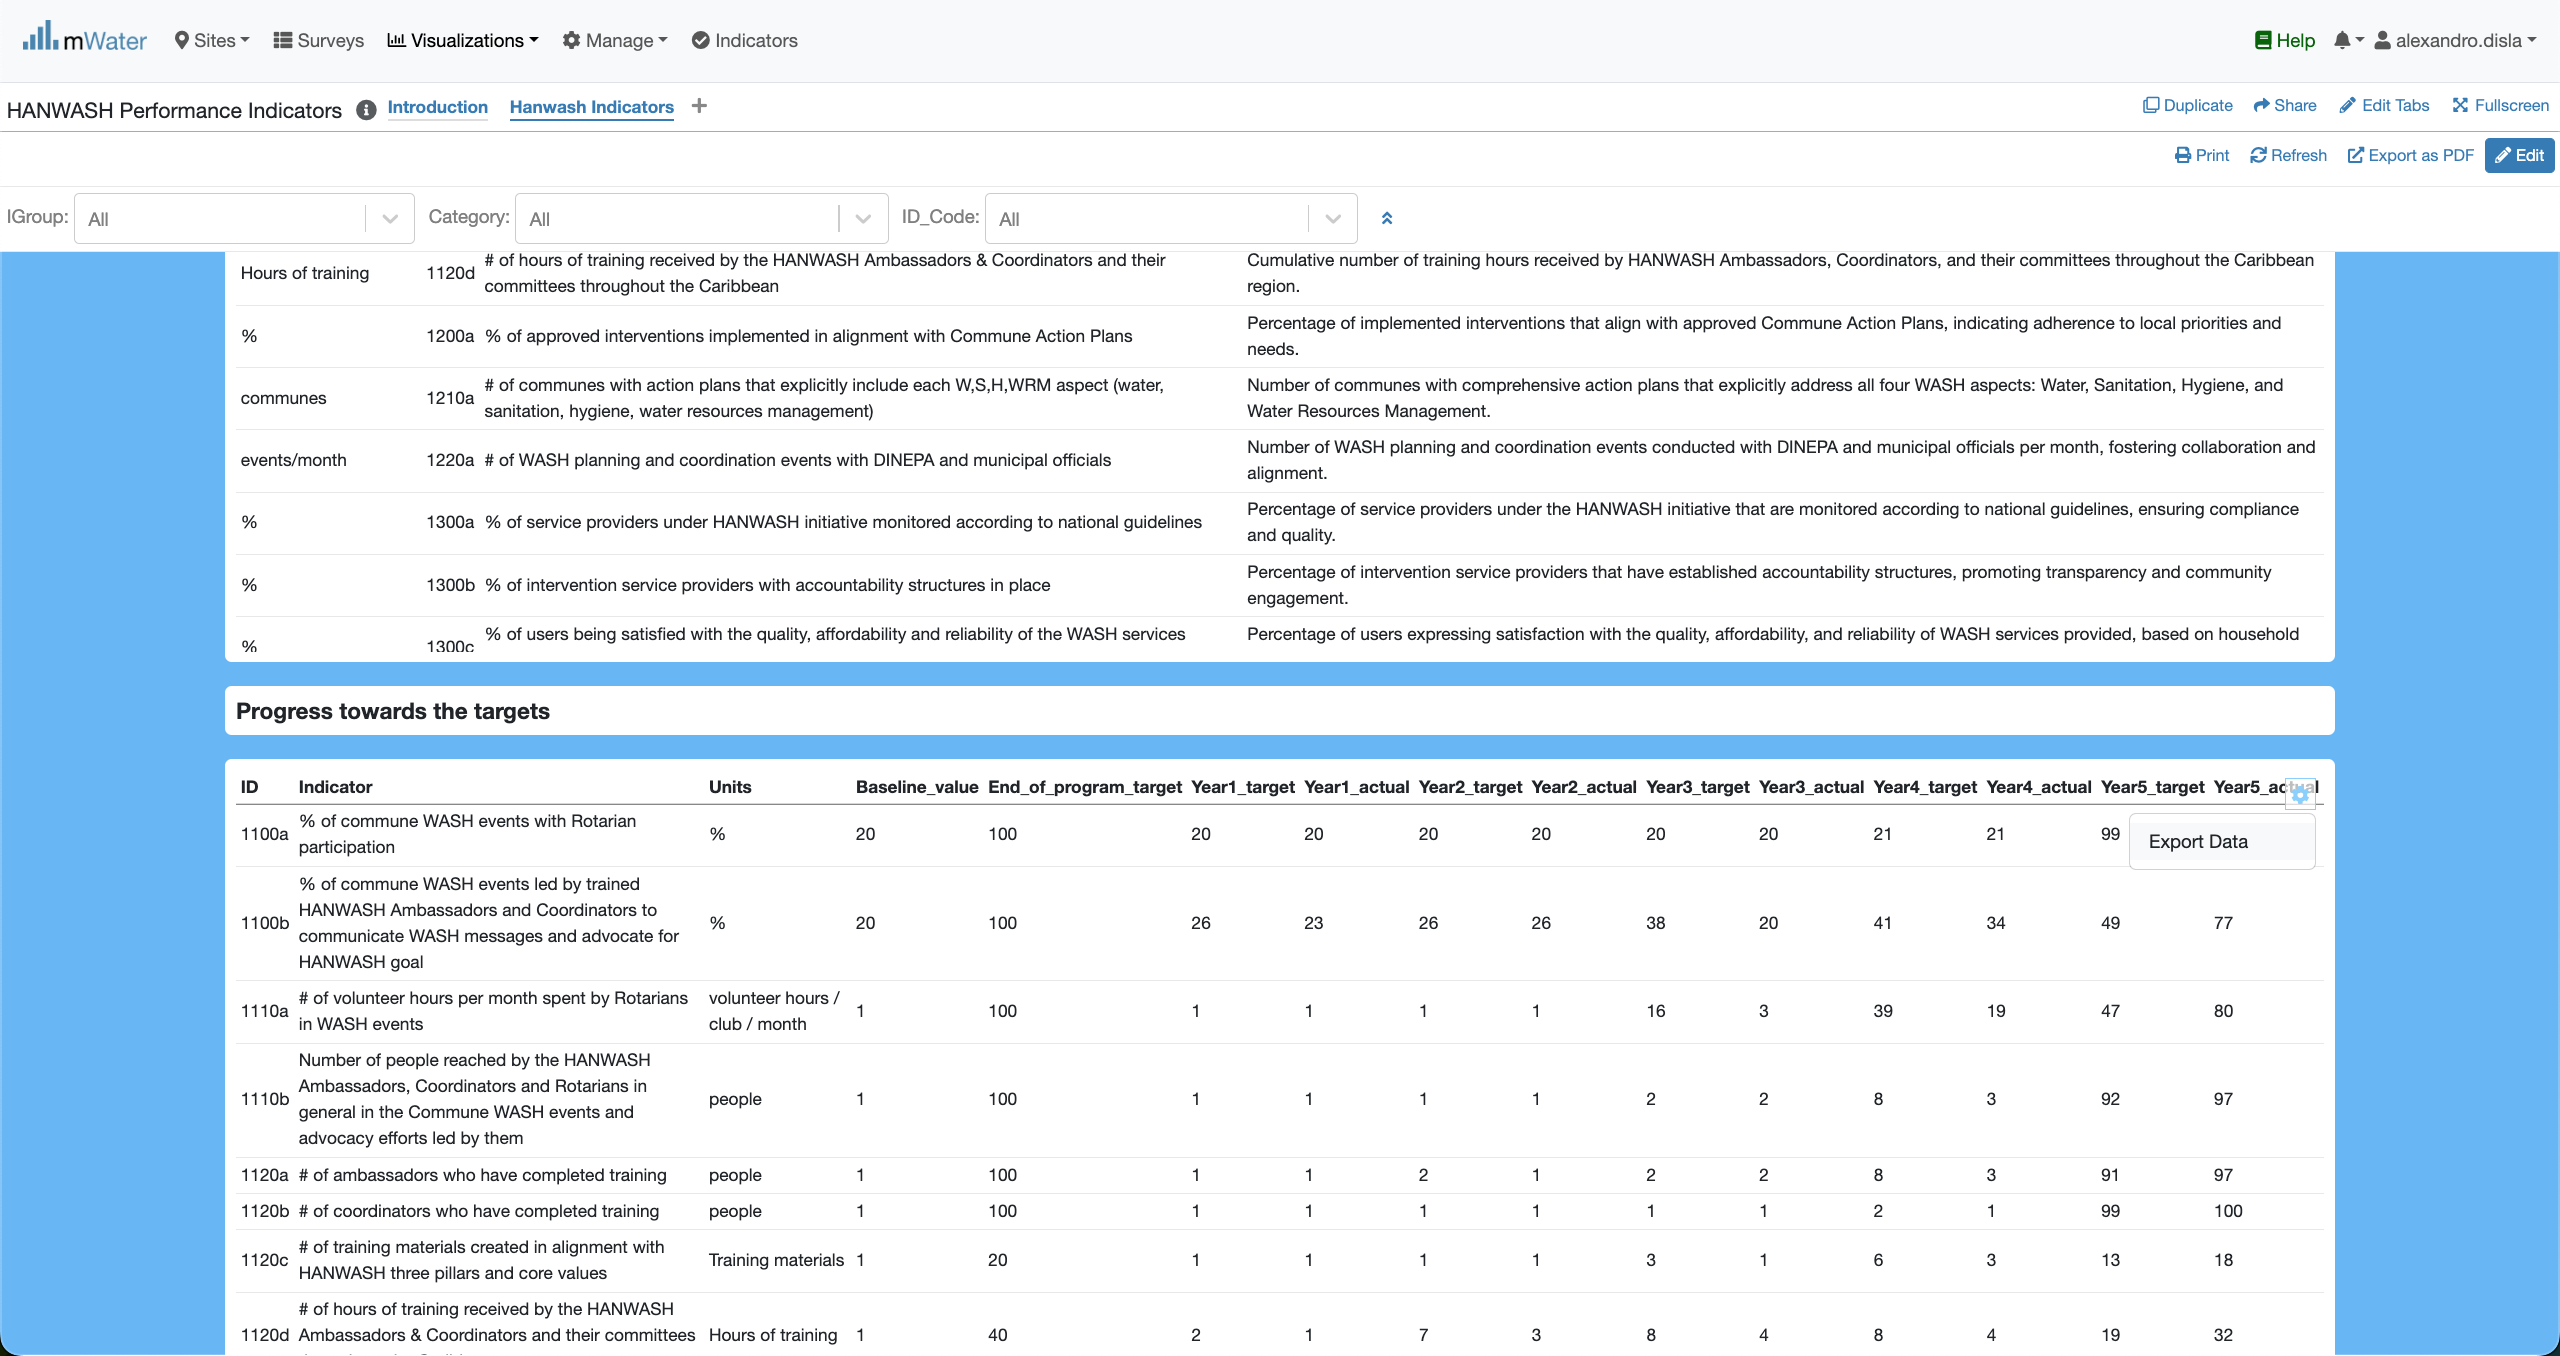 mWater Sites Surveys Visualizations Manage Indicators Help alexandro.disla
HANWASH Performance Indicators Introduction Hanwash Indicators + Duplicate Share Edit Tabs Fullscreen
Print Refresh Export as PDF Edit
IGroup: All Category: All ID_Code: All
Hours of training 1120d # of hours of training received by the HANWASH Ambassadors & Coordinators and their Cumulative number of training hours received by HANWASH Ambassadors, Coordinators, and their committees throughout the Caribbean
committees throughout the Caribbean region.
% 1200a % of approved interventions implemented in alignment with Commune Action Plans Percentage of implemented interventions that align with approved Commune Action Plans, indicating adherence to local priorities and
needs.
communes 1210a # of communes with action plans that explicitly include each W,S,H,WRM aspect (water, Number of communes with comprehensive action plans that explicitly address all four WASH aspects: Water, Sanitation, Hygiene, and
sanitation, hygiene, water resources management) Water Resources Management.
events/month 1220a # of WASH planning and coordination events with DINEPA and municipal officials Number of WASH planning and coordination events conducted with DINEPA and municipal officials per month, fostering collaboration and
alignment.
% 1300a % of service providers under HANWASH initiative monitored according to national guidelines Percentage of service providers under the HANWASH initiative that are monitored according to national guidelines, ensuring compliance
and quality.
% 1300b % of intervention service providers with accountability structures in place Percentage of intervention service providers that have established accountability structures, promoting transparency and community
engagement.
% 1300c % of users being satisfied with the quality, affordability and reliability of the WASH services Percentage of users expressing satisfaction with the quality, affordability, and reliability of WASH services provided, based on household
Progress towards the targets
ID Indicator Units Baseline_value End_of_program_target Year1_target Year1_actual Year2_target Year2_actual Year3_target Year3_actual Year4_target Year4_actual Year5_target Year5_actual
1100a % of commune WASH events with Rotarian % 20 100 20 20 20 20 20 20 21 21 99 Export Data
participation
1100b % of commune WASH events led by trained % 20 100 26 23 26 26 38 20 41 34 49 77
HANWASH Ambassadors and Coordinators to
communicate WASH messages and advocate for
HANWASH goal
1110a # of volunteer hours per month spent by Rotarians volunteer hours / 1 100 1 1 1 1 16 3 39 19 47 80
in WASH events club / month
1110b Number of people reached by the HANWASH people 1 100 1 1 1 1 2 2 8 3 92 97
Ambassadors, Coordinators and Rotarians in
general in the Commune WASH events and
advocacy efforts led by them
1120a # of ambassadors who have completed training people 1 100 1 1 2 1 2 2 8 3 91 97
1120b # of coordinators who have completed training people 1 100 1 1 1 1 1 1 2 1 99 100
1120c # of training materials created in alignment with Training materials 1 20 1 1 1 1 3 1 6 3 13 18
HANWASH three pillars and core values
1120d # of hours of training received by the HANWASH Hours of training 1 40 2 1 7 3 8 4 8 4 19 32
Ambassadors & Coordinators and their committees